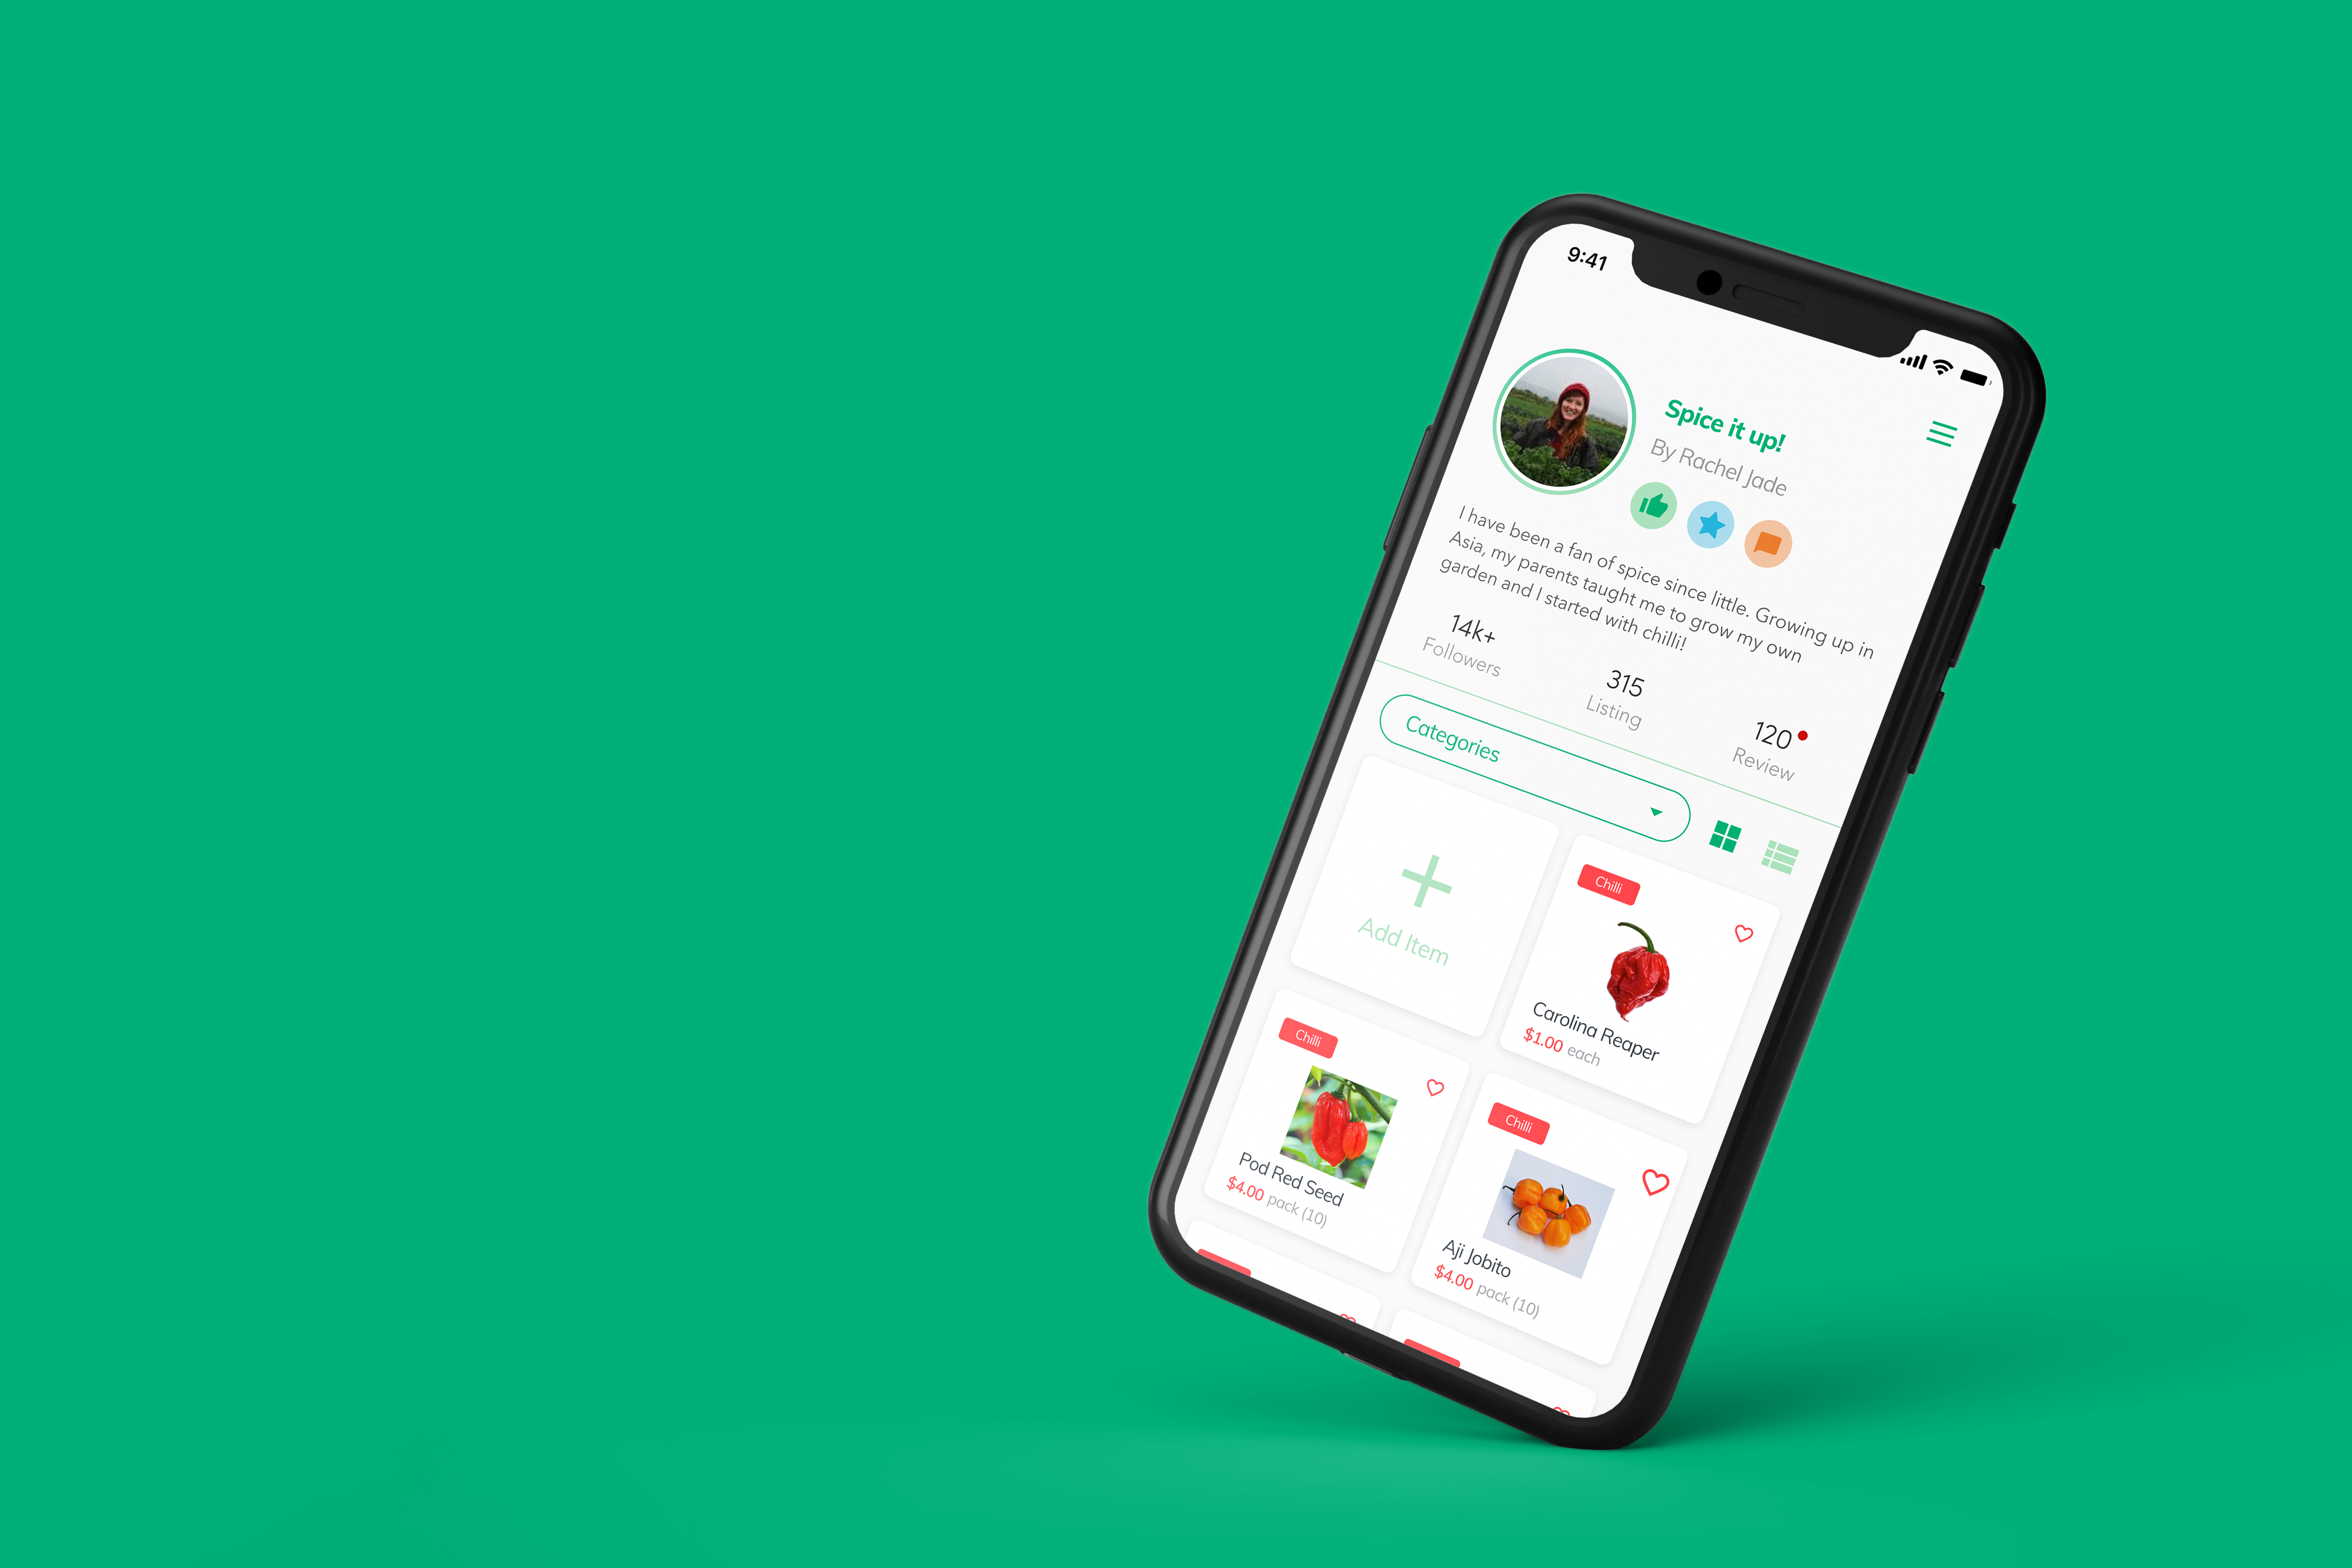 9:41
Spice it up!
By Rachel Jade
I have been a fan of spice since little. Growing up in
Asia, my parents taught me to grow my own
garden and I started with chilli!
14k+
Followers
315
Listing
120
Review
Categories
Add Item
Chilli
Carolina Reaper
$1.00 each
Chilli
Pod Red Seed
$4.00 pack (10)
Chilli
Aji Jobito
$4.00 pack (10)